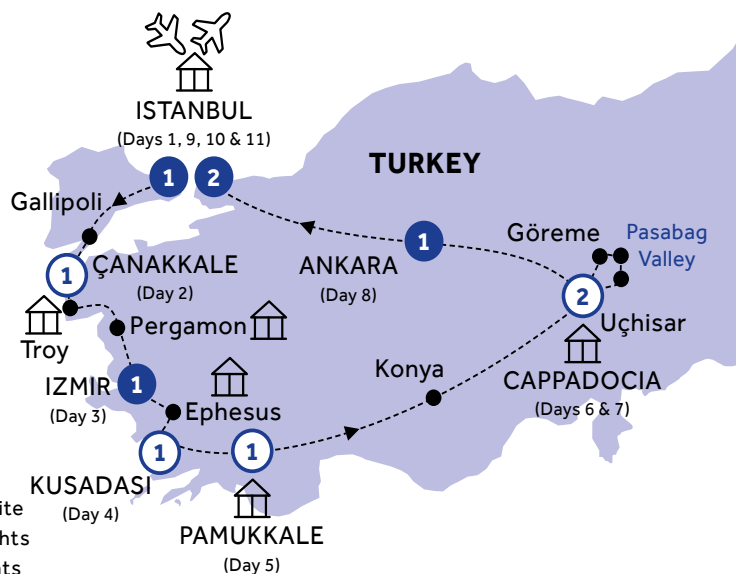 ISTANBUL
(Days 1, 9, 10 & 11)
TURKEY
1
2
Gallipoli
1
ÇANAKKALE
(Day 2)
1
ANKARA
(Day 8)
Göreme
Pasabag
Valley
2
Uçhisar
Troy
Pergamon
IZMIR
(Day 3)
1
Ephesus
Konya
CAPPADOCIA
(Days 6 & 7)
1
KUSADASI
(Day 4)
1
PAMUKKALE
(Day 5)
ite
hts